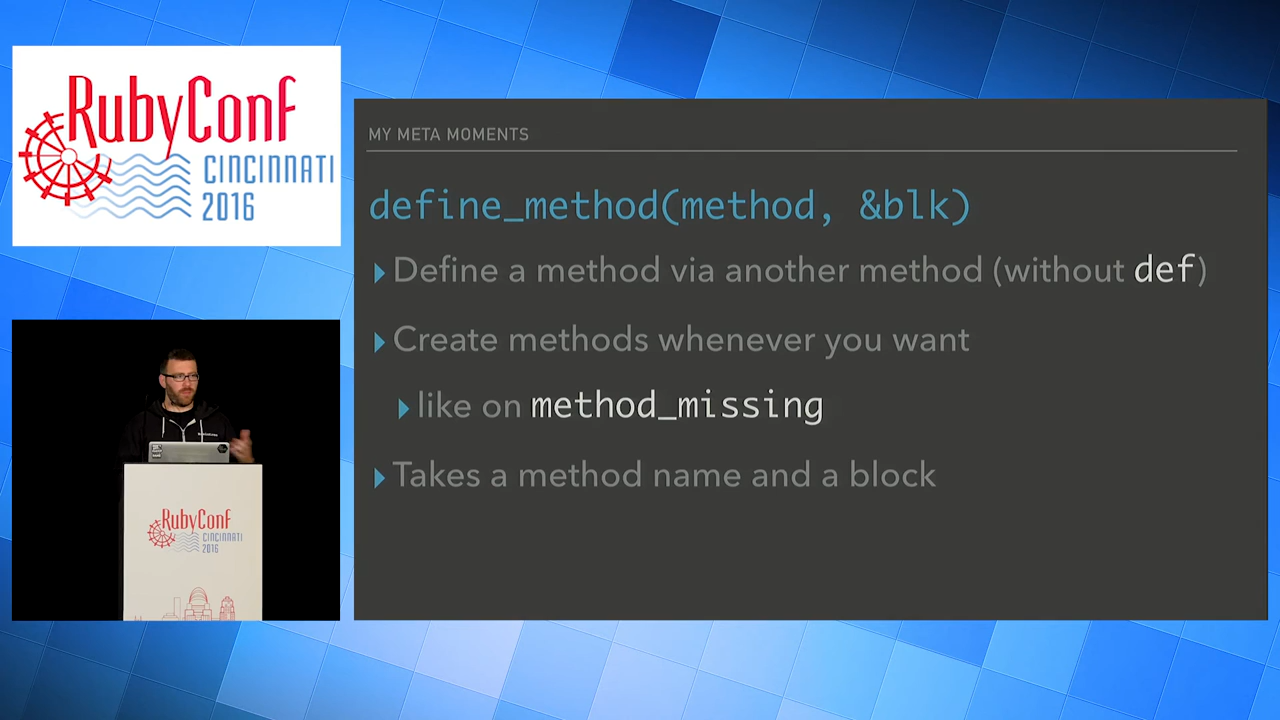 RubyConf
CINCINNATI
2016
MY META MOMENTS
define_method(method, &blk)
Define a method via another method (without def)
Create methods whenever you want
like on method_missing
Takes a method name and a block
RubyConf
CINCINNATI
2016